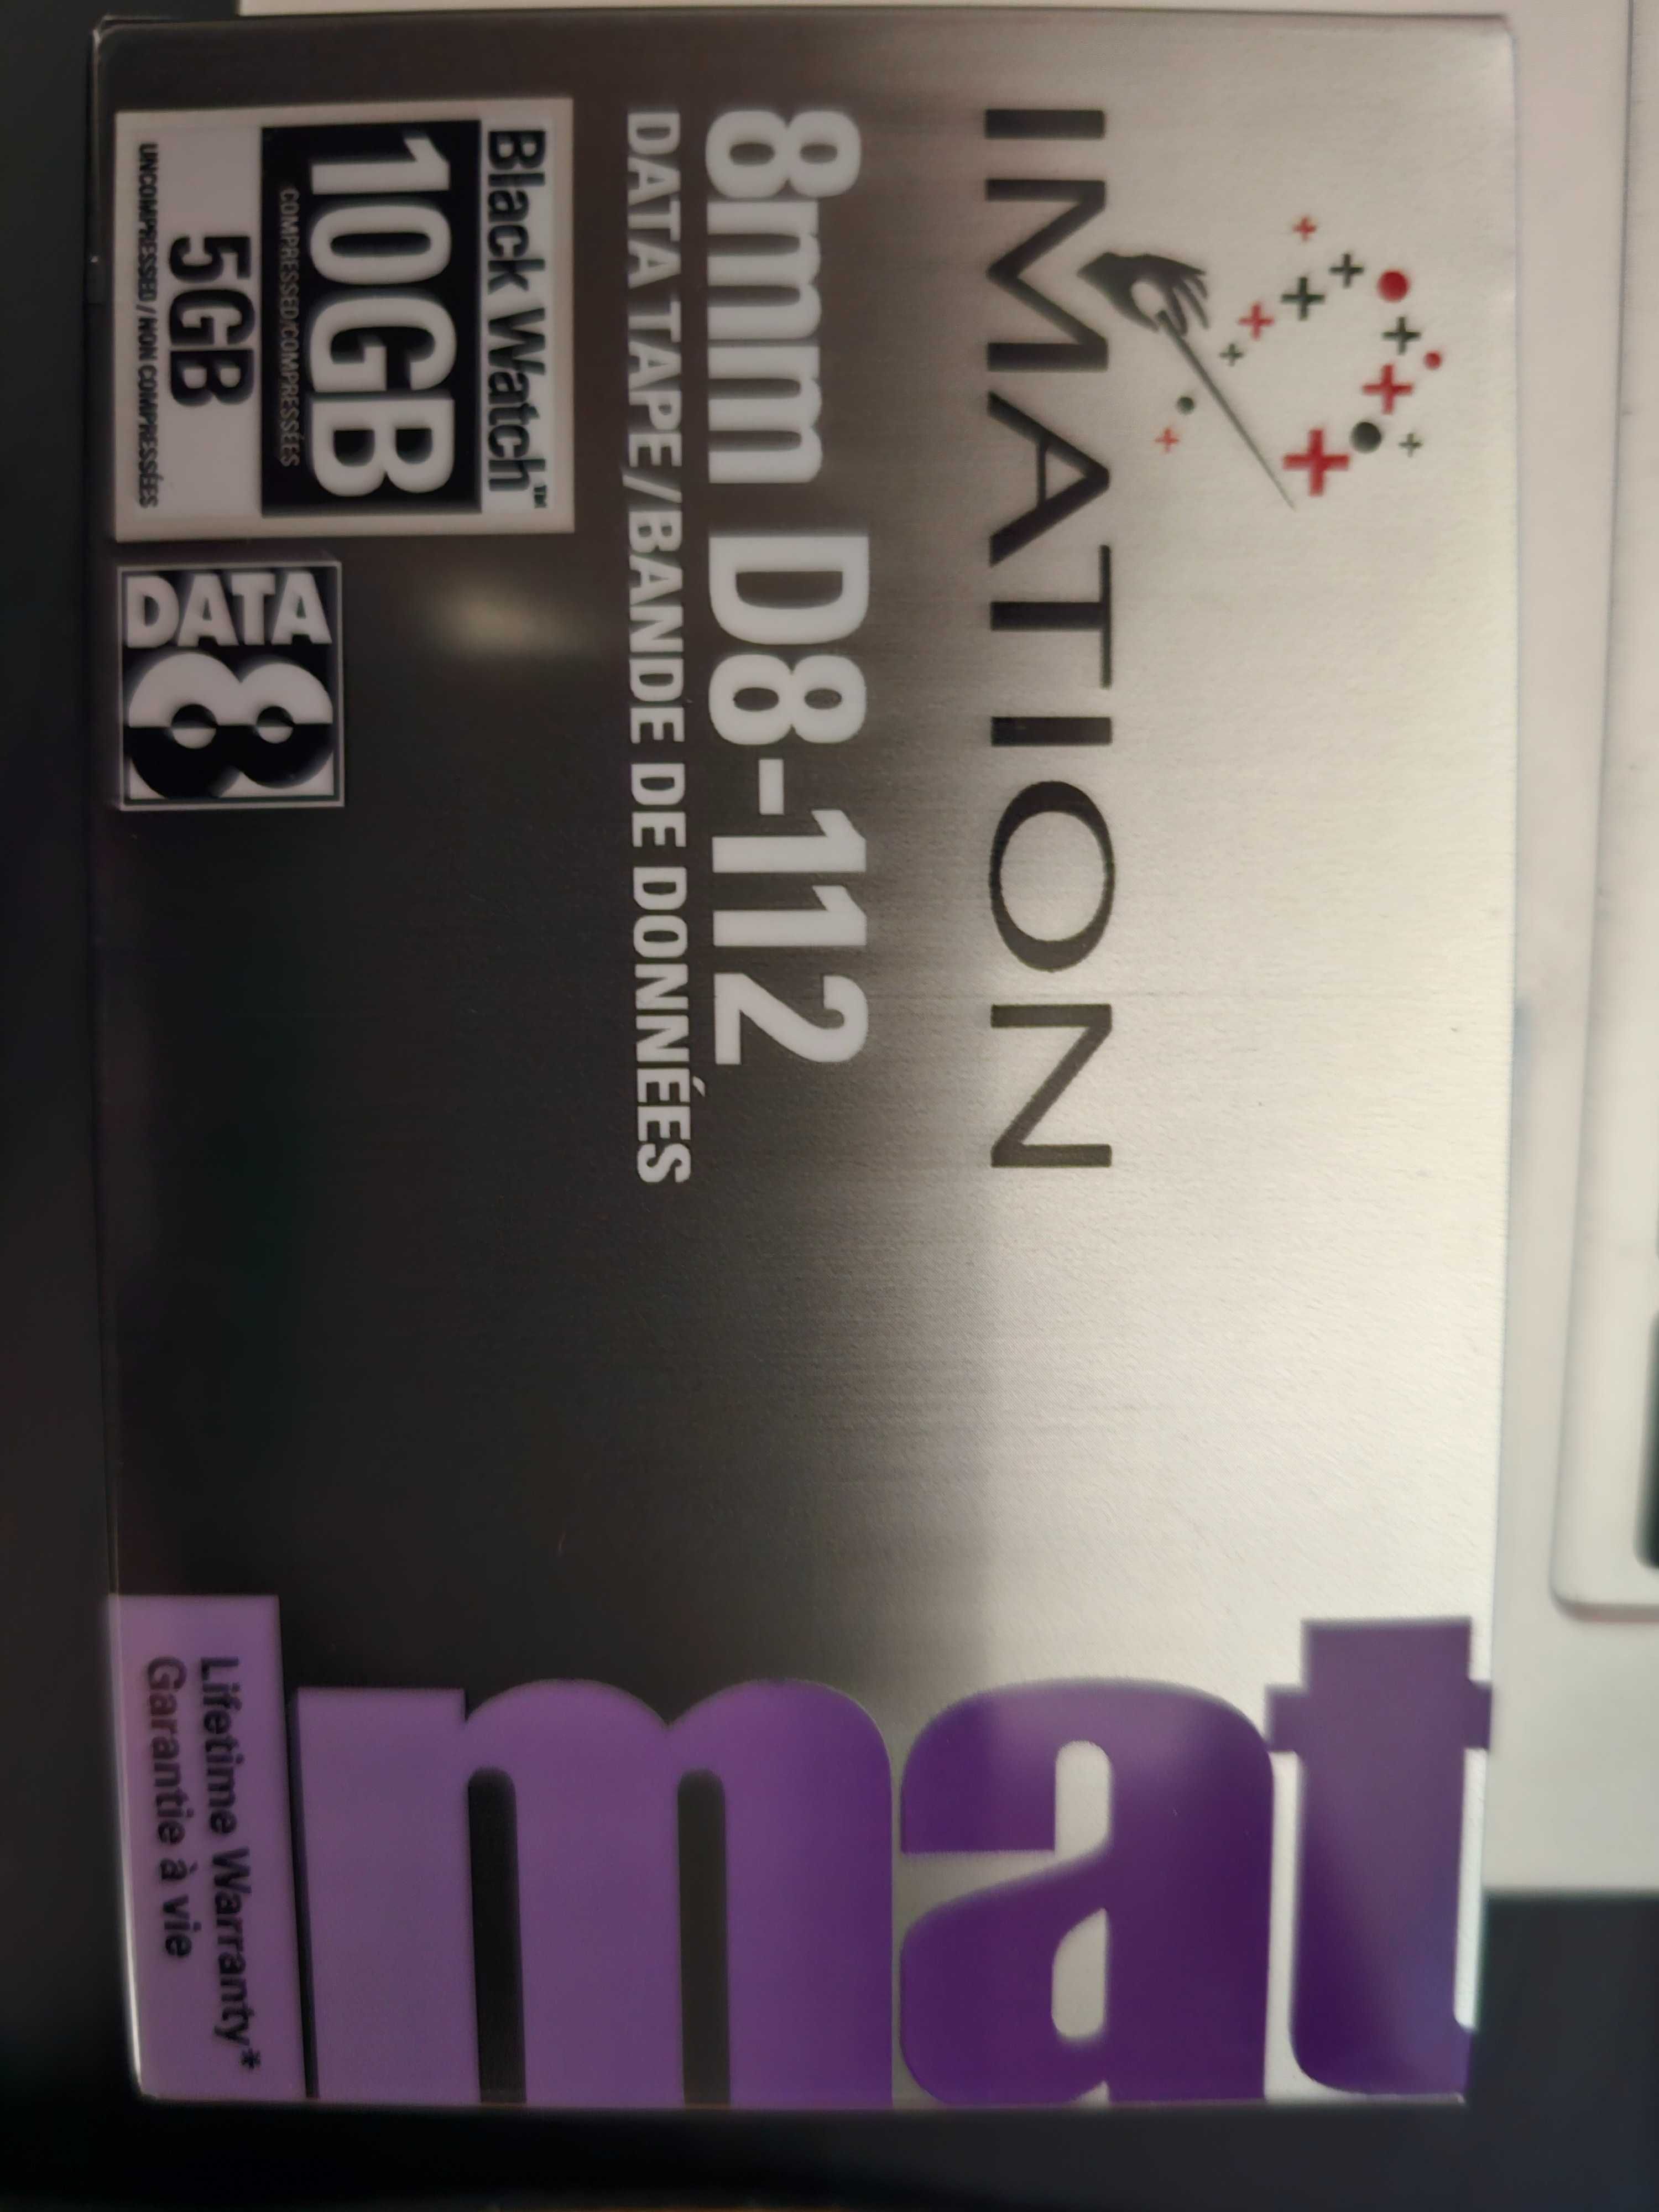 IMATION
8mm D8-112
DATA TAPE/BANDE DE DONNÉES
Black Watch™
10GB
COMPRESSED/COMPRESSÉES
5GB
UNCOMPRESSED / NON COMPRESSÉES
DATA
8
mat
Lifetime Warranty*
Garantie à vie